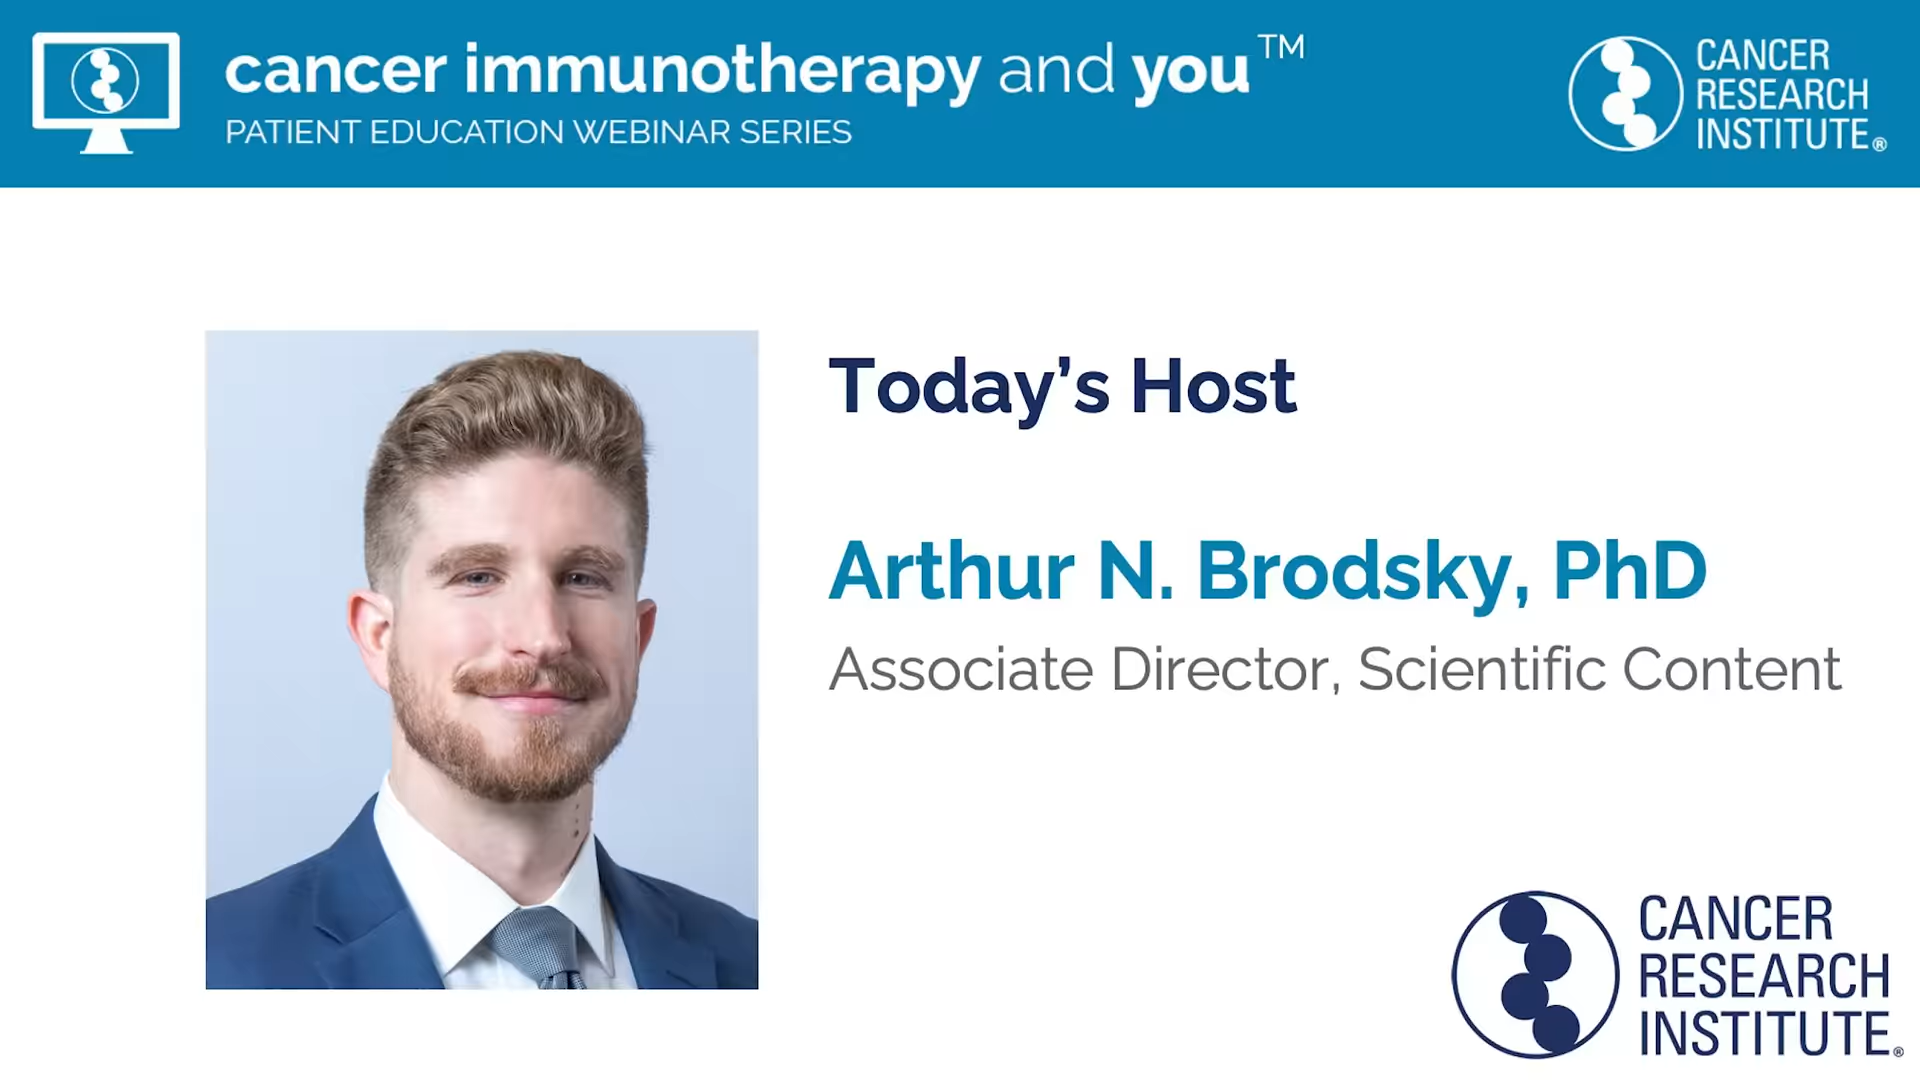 cancer immunotherapy and you™
PATIENT EDUCATION WEBINAR SERIES
CANCER
RESEARCH
INSTITUTE®
Today’s Host
Arthur N. Brodsky, PhD
Associate Director, Scientific Content
CANCER
RESEARCH
INSTITUTE®